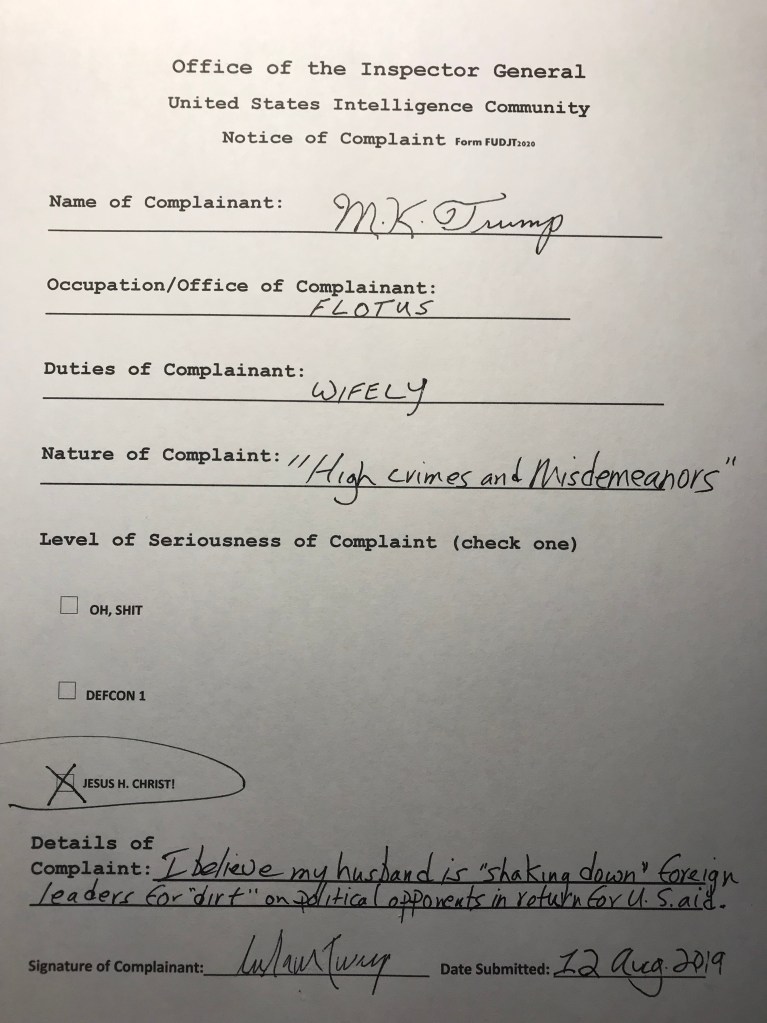 Office of the Inspector General
United States Intelligence Community
Notice of Complaint Form FUDJT2020
Name of Complainant: M.K. Trump
Occupation/Office of Complainant:
FLOTUS
Duties of Complainant:
WIFELY
Nature of Complaint: "High crimes and Misdemeanors"
Level of Seriousness of Complaint (check one)
OH, SHIT
DEFCON 1
JESUS H. CHRIST!
Details of
Complaint: I believe my husband is "shaking down" foreign
leaders for "dirt" on political opponents in return for U.S. aid.
Signature of Complainant: Date Submitted: 12 Aug. 2019